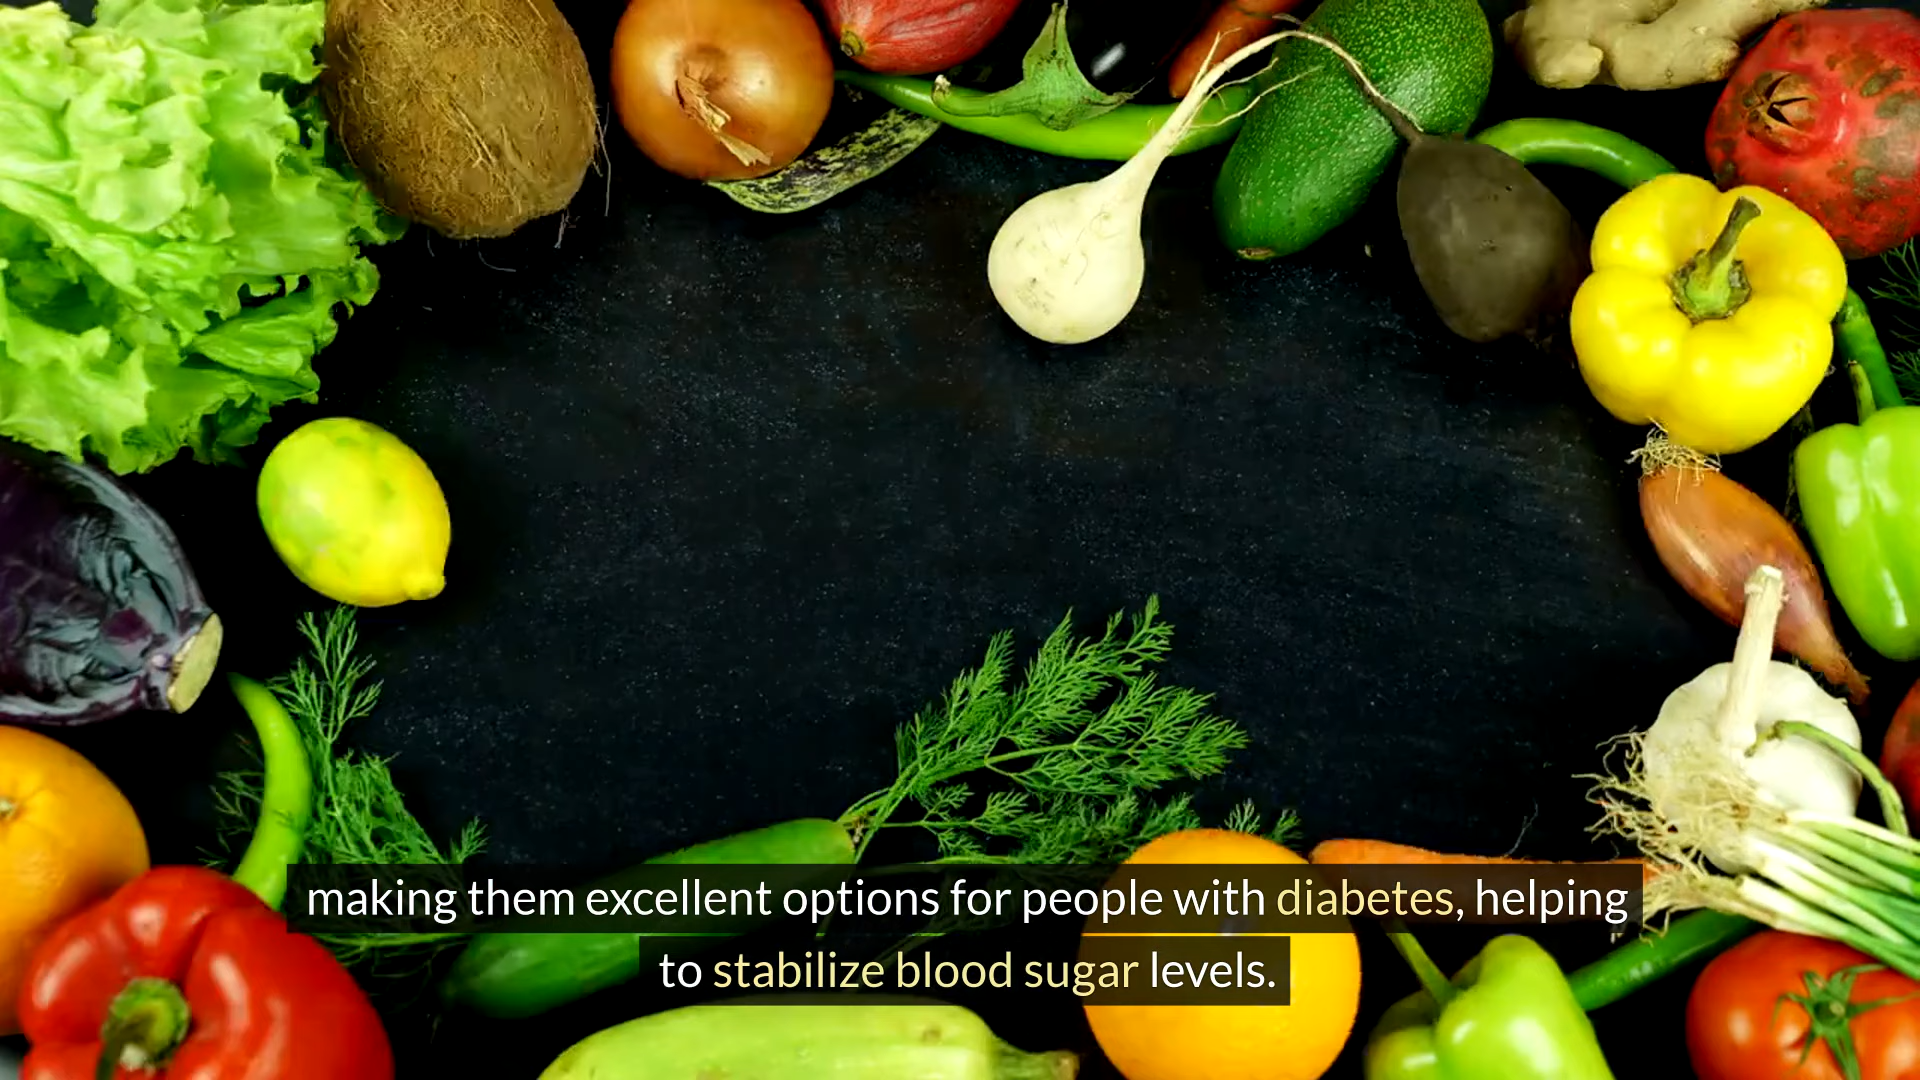 making them excellent options for people with diabetes, helping
to stabilize blood sugar levels.